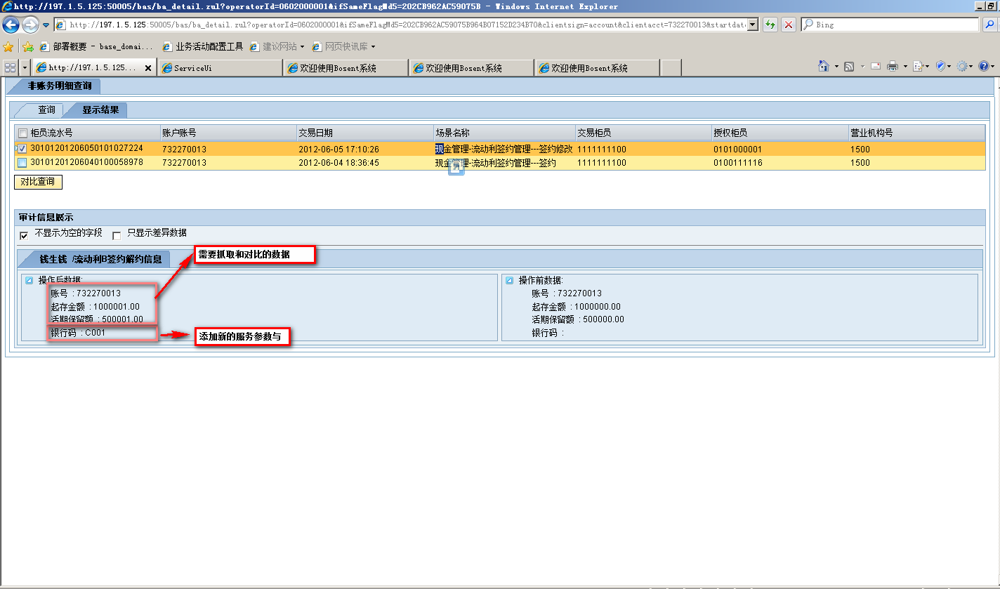 http://197.1.5.125:50005/bas/ba_detail.zul?operatorId=0602000001&ifSameFlagMd5=202CB962AC59075B - Windows Internet Explorer
http://197.1.5.125:50005/bas/ba_detail.zul?operatorId=0602000001&ifSameFlagMd5=202CB962AC59075B964B07152D234B70&clientsign=account&clientacct=732270013&startdat
Bing
部署概要 - base_domai... 业务活动配置工具 建议网站 网页快讯库
http://197.1.5.125... ServiceUi 欢迎使用Bosent系统 欢迎使用Bosent系统 欢迎使用Bosent系统
非账务明细查询
查询 显示结果
柜员流水号 账户账号 交易日期 场景名称 交易柜员 授权柜员 营业机构号
30101201206050101027224 732270013 2012-06-05 17:10:26 现金管理-流动利签约管理---签约修改 1111111100 0101000001 1500
30101201206040100058978 732270013 2012-06-04 18:36:45 现金管理-流动利签约管理---签约 1111111100 0100111116 1500
对比查询
审计信息展示
不显示为空的字段 只显示差异数据
需要抓取和对比的数据
钱生钱 /流动利B签约解约信息
操作后数据:
账号 : 732270013
起存金额 : 1000001.00
活期保留额 : 500001.00
银行码 : C001
添加新的服务参数与
操作前数据:
账号 : 732270013
起存金额 : 1000000.00
活期保留额 : 500000.00
银行码 :